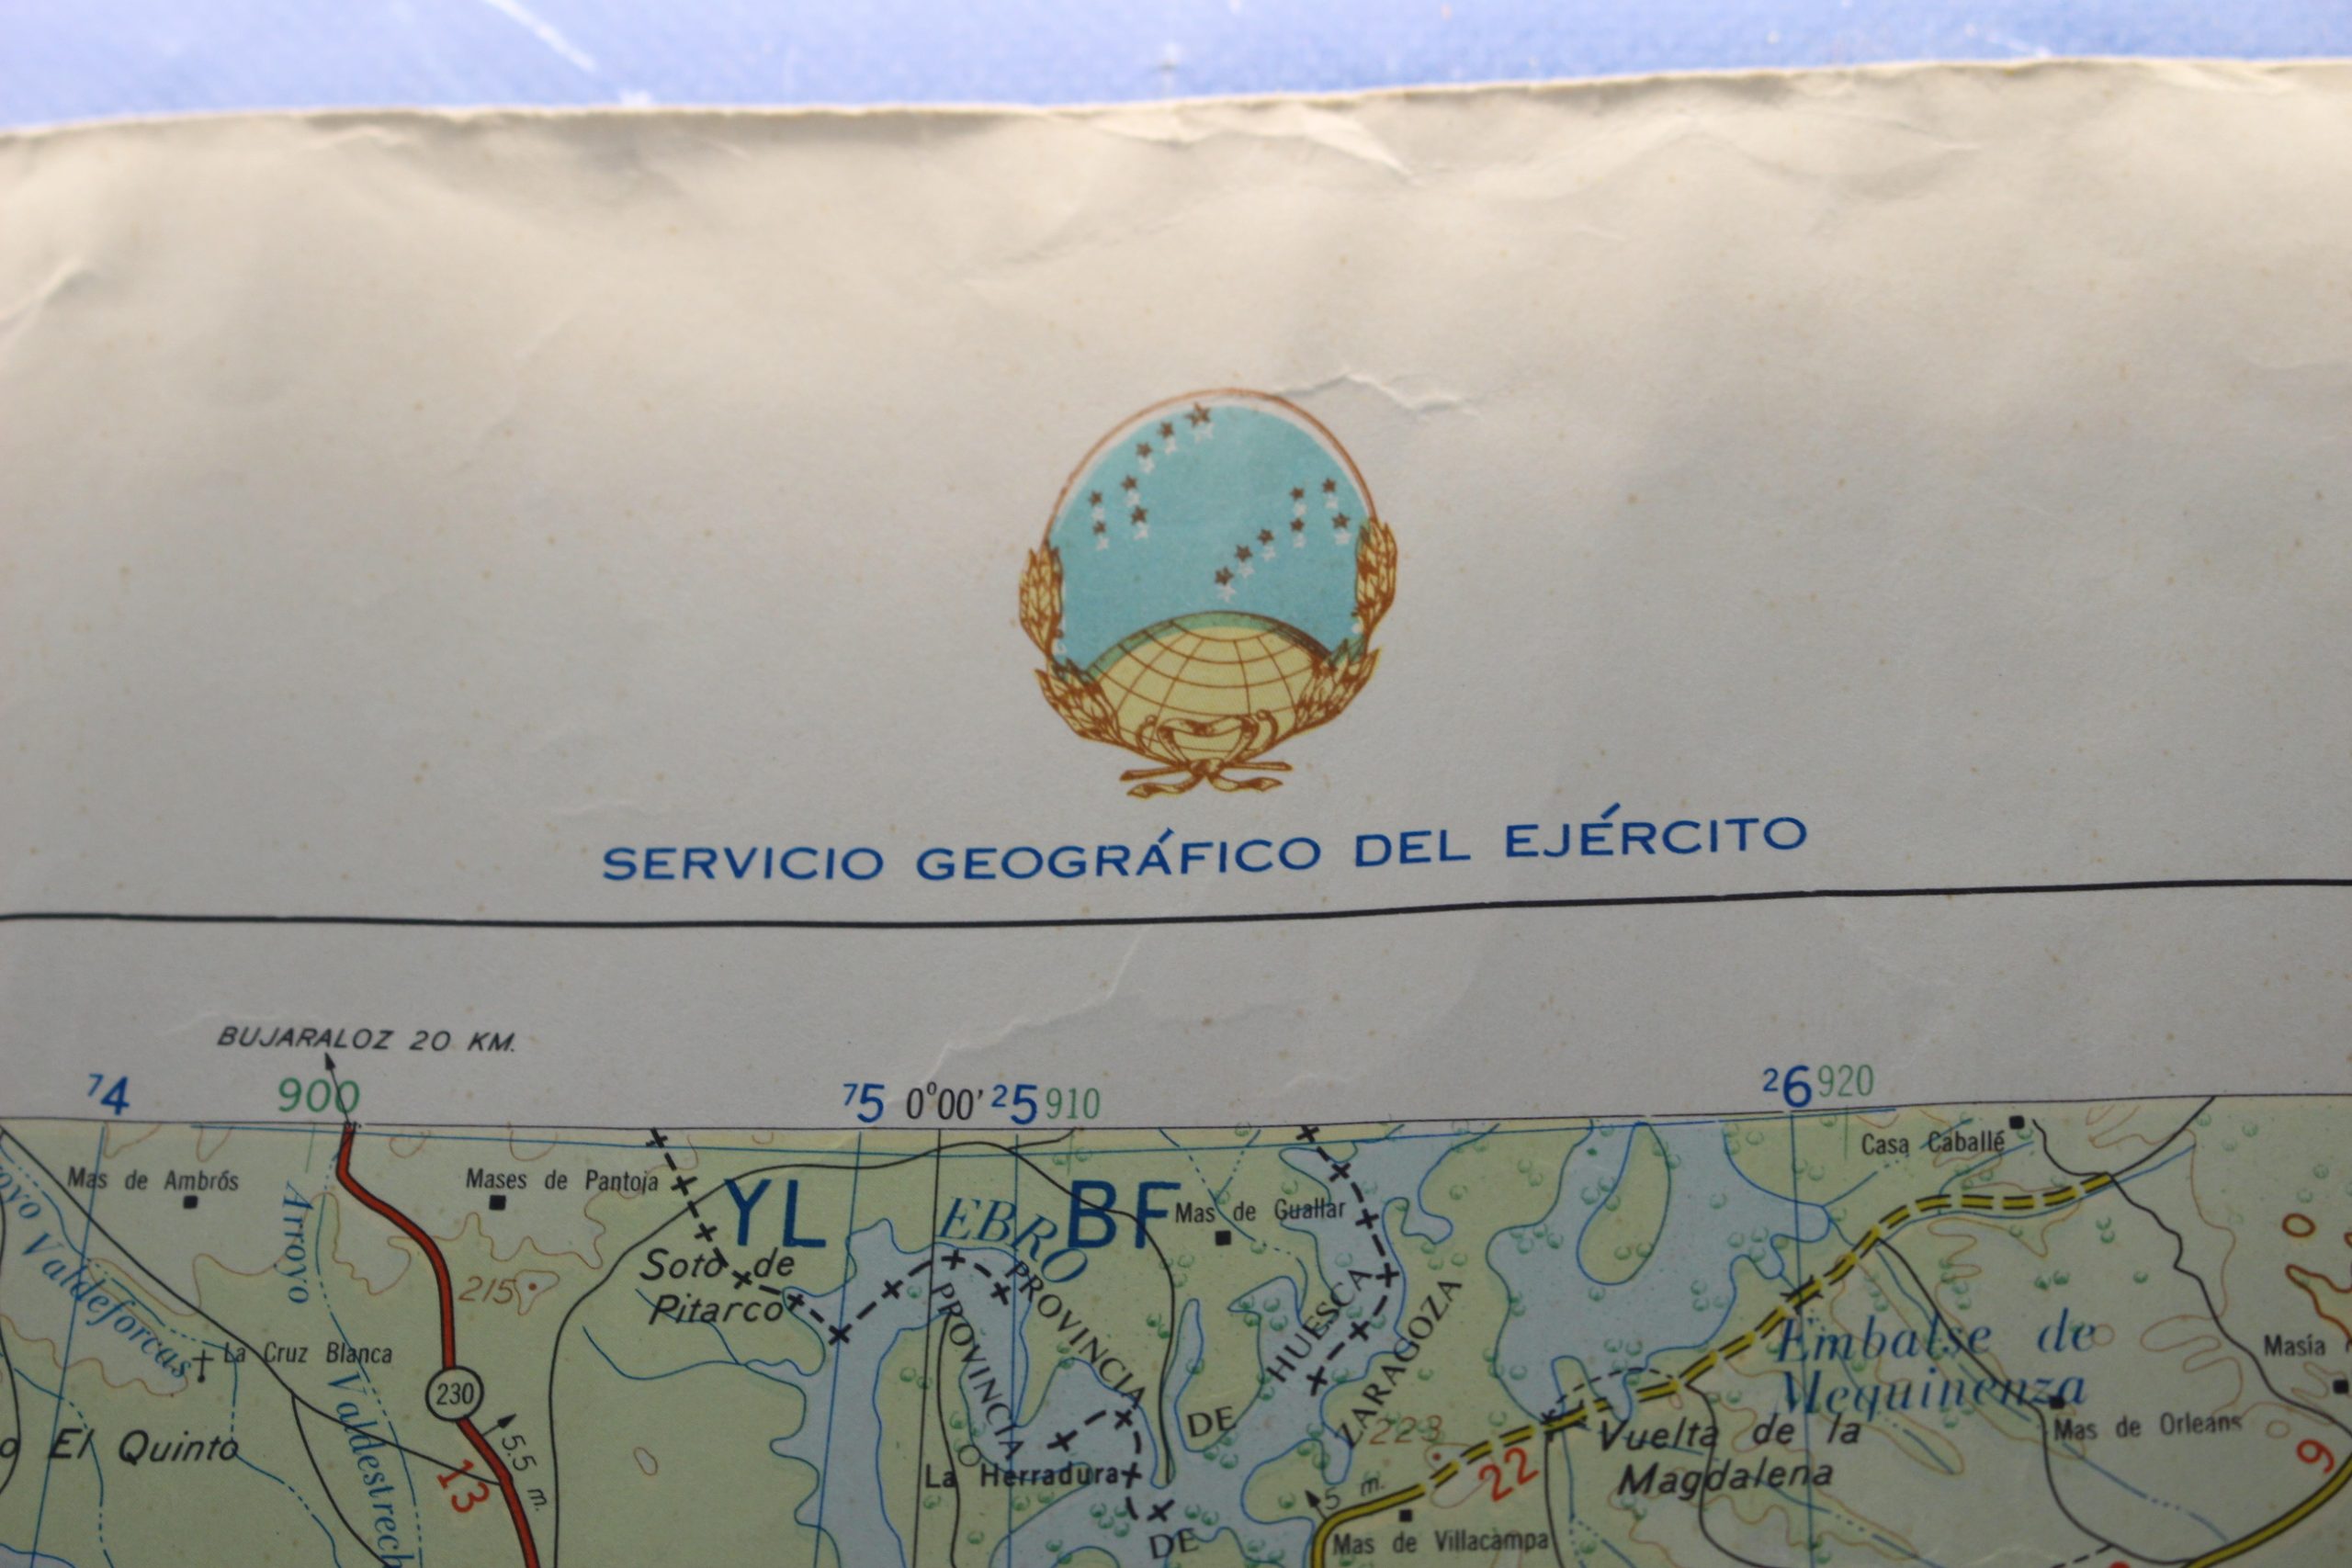 SERVICIO GEOGRÁFICO DEL EJÉRCITO
BUJARALOZ 20 KM.
⁷4 900 ⁷5 0°00' ²5 910 ²6 920
Casa Caballé
Mas de Ambrós
Mases de Pantoja
YL
EBRO
BF
Mas de Guallar
Arroyo
Valdeforcas
215
Soto de
Pitarco
PROVINCIA
PROVINCIA
HUESCA
ZARAGOZA
Embalse de
Mequinenza
Masía
La Cruz Blanca
230
5,5 m.
El Quinto
Valdestrech
13
DE
223
Vuelta de la
Magdalena
Mas de Orleans
9
La Herradura
22
5 m.
DE
Mas de Villacampa